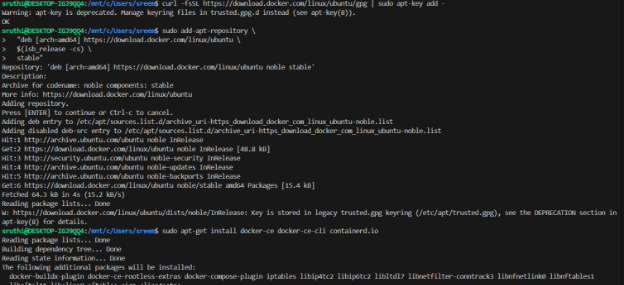 sruthi@DESKTOP-IGJ9QQ4:/mnt/c/Users/sreem$ curl -fsSL https://download.docker.com/linux/ubuntu/gpg | sudo apt-key add -
Warning: apt-key is deprecated. Manage keyring files in trusted.gpg.d instead (see apt-key(8)).
OK
sruthi@DESKTOP-IGJ9QQ4:/mnt/c/Users/sreem$ sudo add-apt-repository \
>   "deb [arch=amd64] https://download.docker.com/linux/ubuntu \
>   $(lsb_release -cs) \
>   stable"
Repository: 'deb [arch=amd64] https://download.docker.com/linux/ubuntu noble stable'
Description:
Archive for codename: noble components: stable
More info: https://download.docker.com/linux/ubuntu
Adding repository.
Press [ENTER] to continue or Ctrl-c to cancel.
Adding deb entry to /etc/apt/sources.list.d/archive_uri-https_download_docker_com_linux_ubuntu-noble.list
Adding disabled deb-src entry to /etc/apt/sources.list.d/archive_uri-https_download_docker_com_linux_ubuntu-noble.list
Hit:1 http://archive.ubuntu.com/ubuntu noble InRelease
Get:2 https://download.docker.com/linux/ubuntu noble InRelease [48.8 kB]
Hit:3 http://security.ubuntu.com/ubuntu noble-security InRelease
Hit:4 http://archive.ubuntu.com/ubuntu noble-updates InRelease
Hit:5 http://archive.ubuntu.com/ubuntu noble-backports InRelease
Get:6 https://download.docker.com/linux/ubuntu noble/stable amd64 Packages [15.4 kB]
Fetched 64.3 kB in 4s (15.2 kB/s)
Reading package lists... Done
W: https://download.docker.com/linux/ubuntu/dists/noble/InRelease: Key is stored in legacy trusted.gpg keyring (/etc/apt/trusted.gpg), see the DEPRECATION section in
apt-key(8) for details.
sruthi@DESKTOP-IGJ9QQ4:/mnt/c/Users/sreem$ sudo apt-get install docker-ce docker-ce-cli containerd.io
Reading package lists... Done
Building dependency tree... Done
Reading state information... Done
The following additional packages will be installed:
  docker-buildx-plugin docker-ce-rootless-extras docker-compose-plugin iptables libip4tc2 libip6tc2 libltdl7 libnetfilter-conntrack3 libnfnetlink0 libnftables1